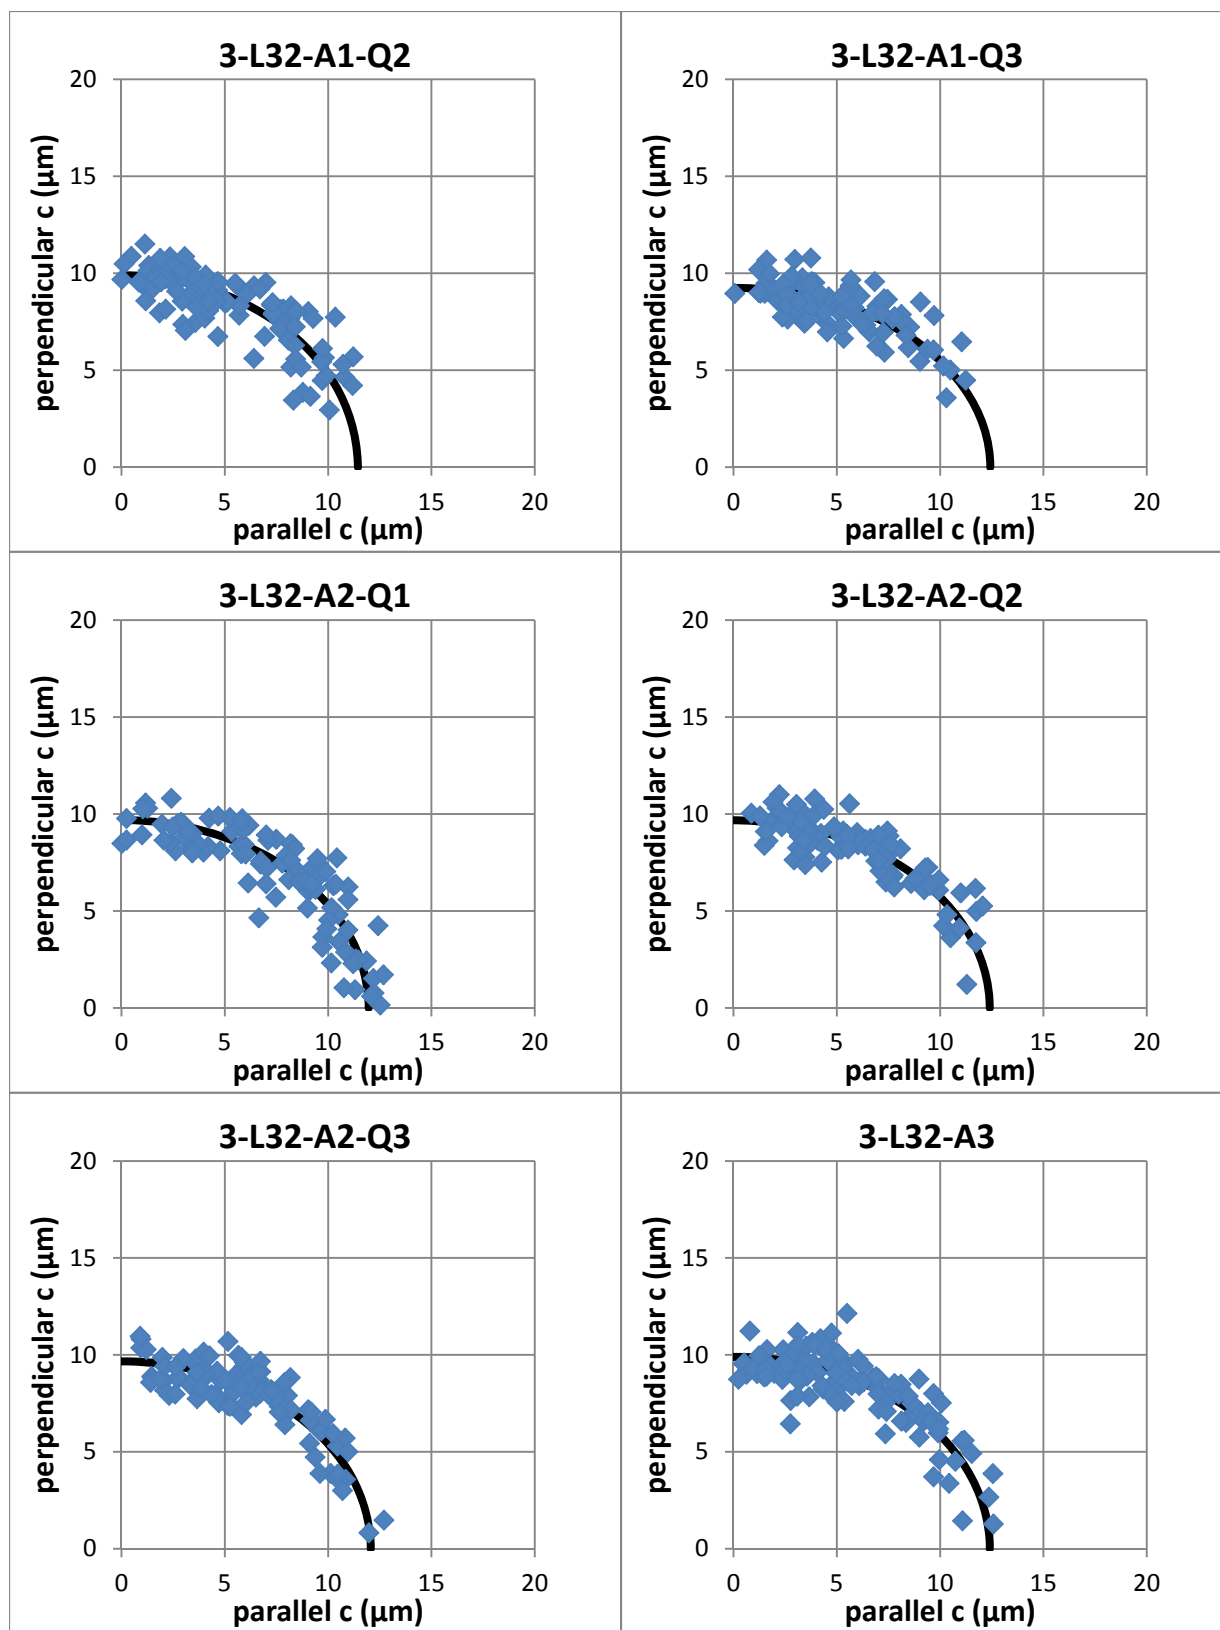 3-L32-A1-Q2
20
15
10
5
0
perpendicular c (µm)
0 5 10 15 20
parallel c (µm)
3-L32-A1-Q3
20
15
10
5
0
perpendicular c (µm)
0 5 10 15 20
parallel c (µm)
3-L32-A2-Q1
20
15
10
5
0
perpendicular c (µm)
0 5 10 15 20
parallel c (µm)
3-L32-A2-Q2
20
15
10
5
0
perpendicular c (µm)
0 5 10 15 20
parallel c (µm)
3-L32-A2-Q3
20
15
10
5
0
perpendicular c (µm)
0 5 10 15 20
parallel c (µm)
3-L32-A3
20
15
10
5
0
perpendicular c (µm)
0 5 10 15 20
parallel c (µm)